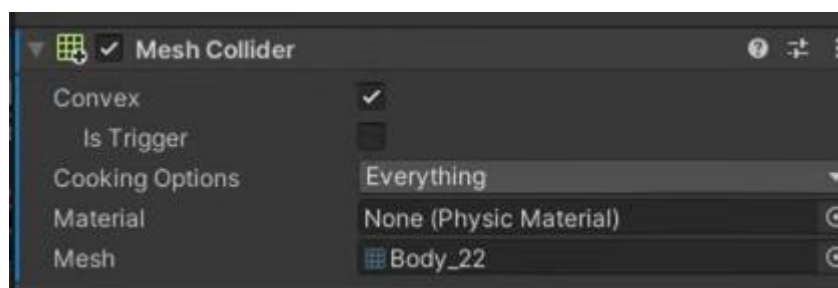 Mesh Collider
Convex
Is Trigger
Cooking Options Everything
Material None (Physic Material)
Mesh Body_22